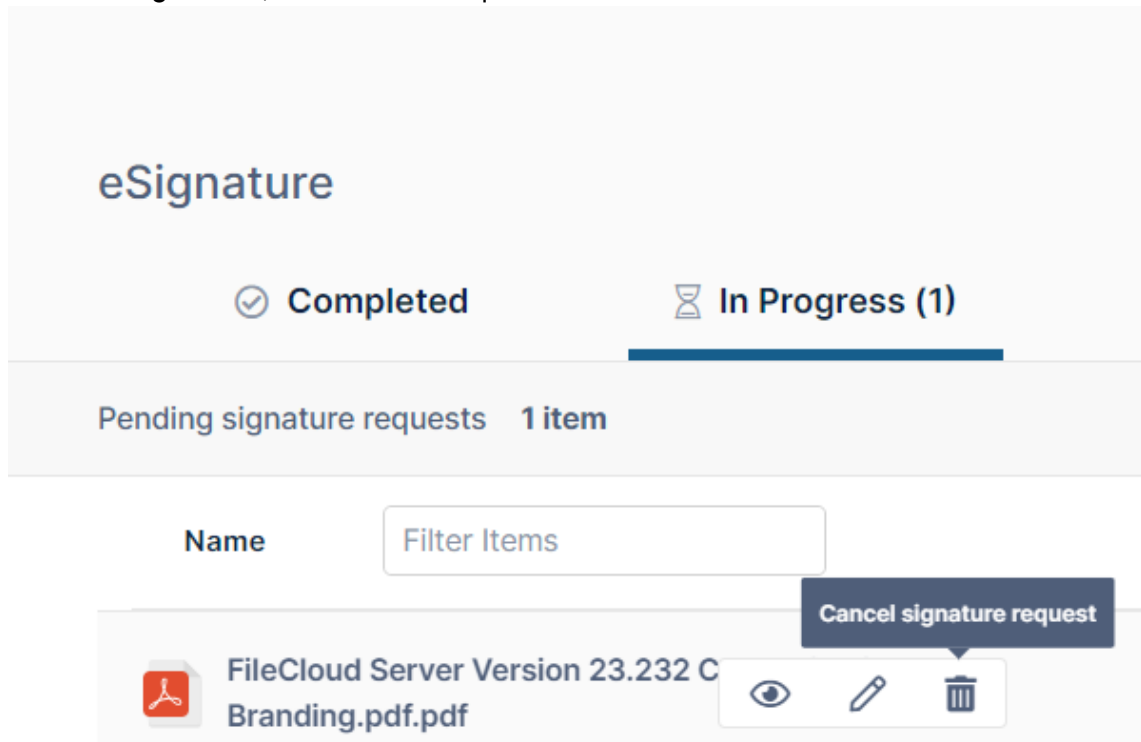 eSignature
Completed
In Progress (1)
Pending signature requests 1 item
Name
Filter Items
Cancel signature request
FileCloud Server Version 23.232 C
Branding.pdf.pdf